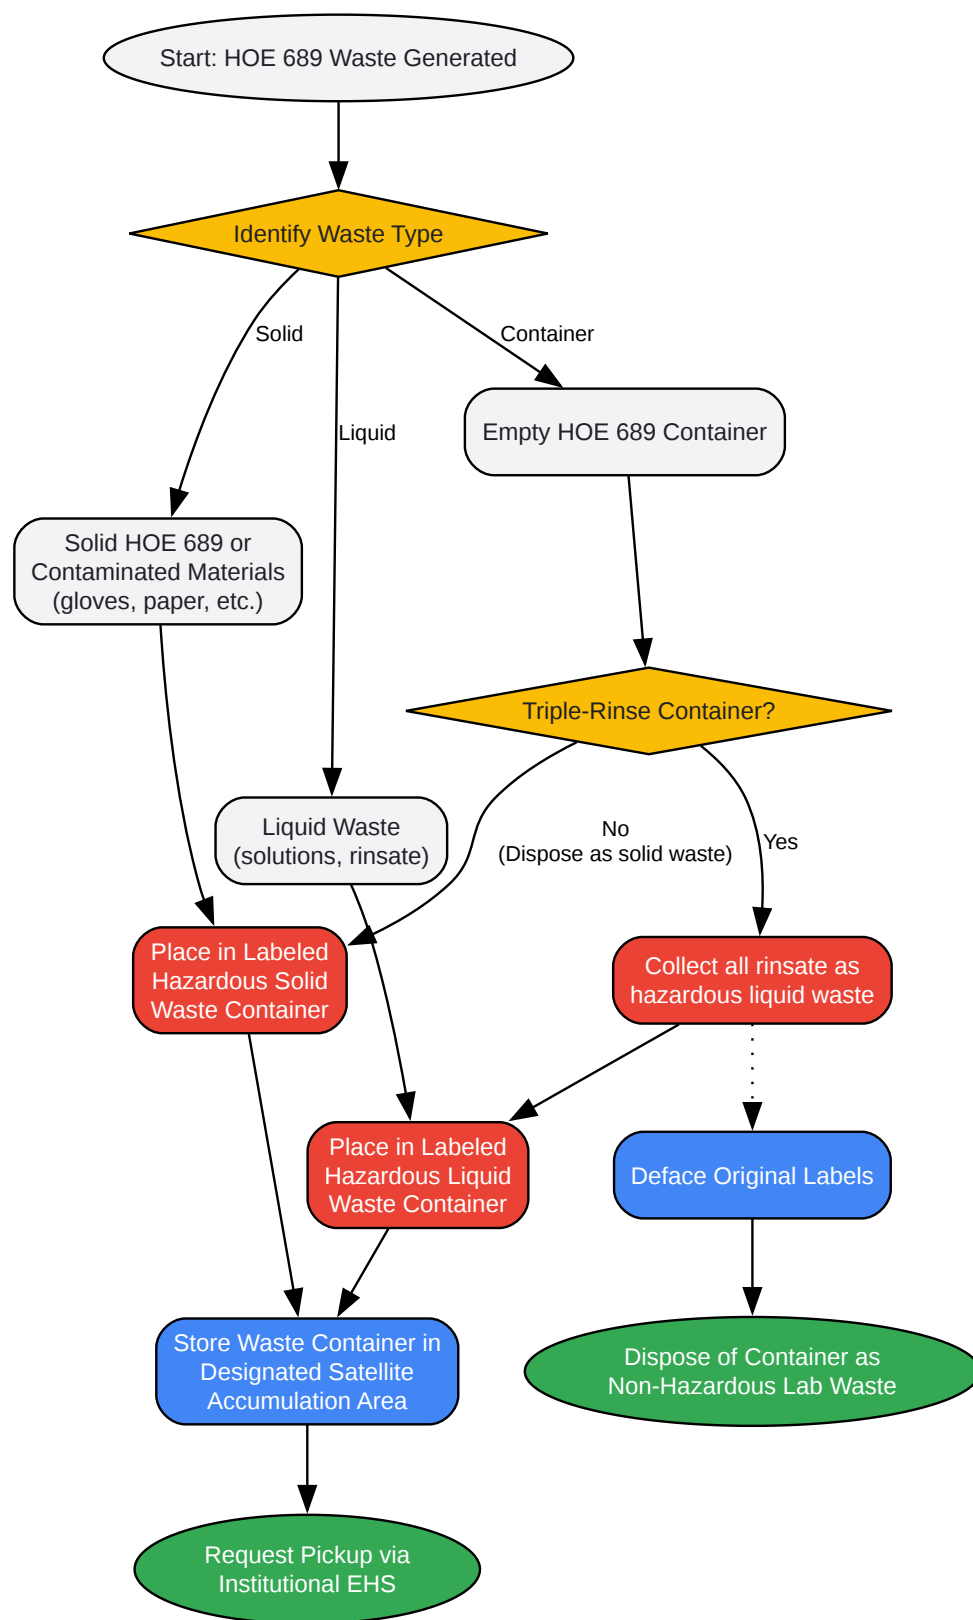 Start: HOE 689 Waste Generated
Identify Waste Type
Solid
Container
Liquid
Empty HOE 689 Container
Solid HOE 689 or
Contaminated Materials
(gloves, paper, etc.)
Triple-Rinse Container?
Liquid Waste
(solutions, rinsate)
No
(Dispose as solid waste)
Yes
Place in Labeled
Hazardous Solid
Waste Container
Collect all rinsate as
hazardous liquid waste
Place in Labeled
Hazardous Liquid
Waste Container
Deface Original Labels
Store Waste Container in
Designated Satellite
Accumulation Area
Dispose of Container as
Non-Hazardous Lab Waste
Request Pickup via
Institutional EHS